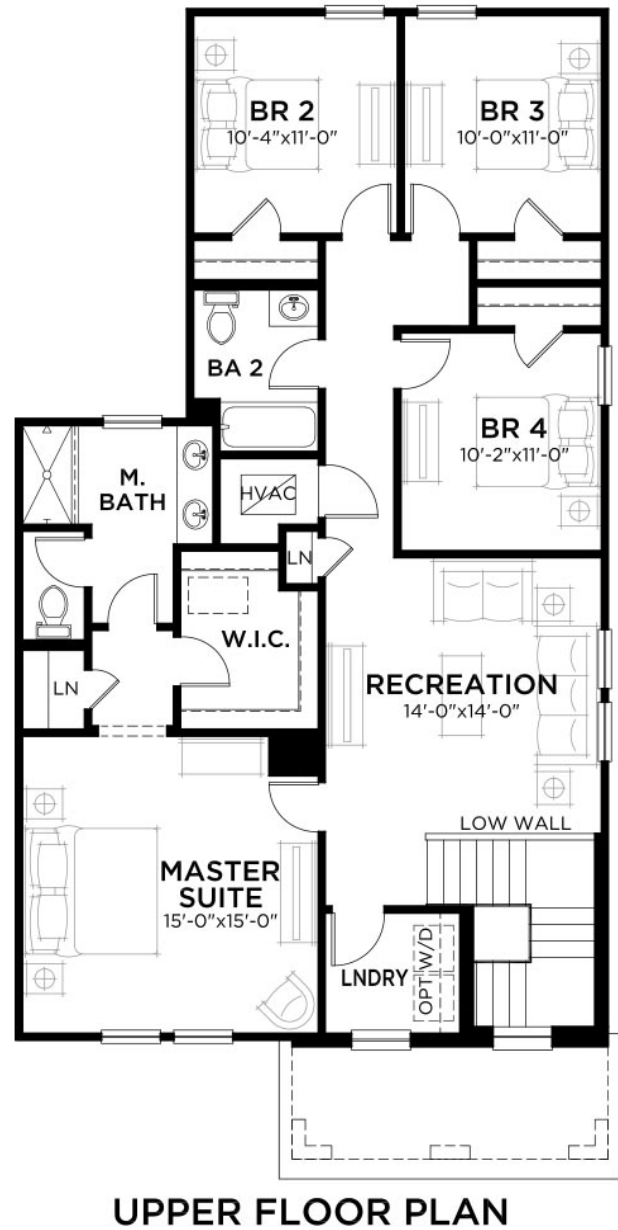 BR 2
10'-4"x11'-0"
BR 3
10'-0"x11'-0"
BA 2
BR 4
10'-2"x11'-0"
M.
BATH
HVAC
LN
W.I.C.
LN
RECREATION
14'-0"x14'-0"
LOW WALL
MASTER
SUITE
15'-0"x15'-0"
LNDRY
OPT W/D
UPPER FLOOR PLAN